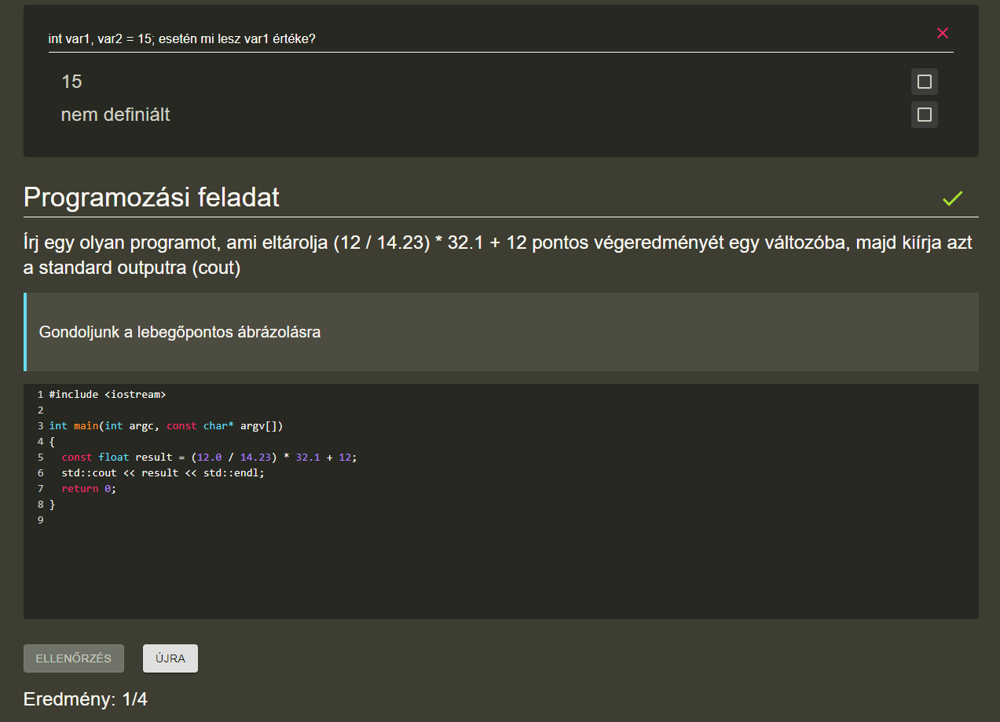 int var1, var2 = 15; esetén mi lesz var1 értéke?
15
nem definiált
Programozási feladat
Írj egy olyan programot, ami eltárolja (12 / 14.23) * 32.1 + 12 pontos végeredményét egy változóba, majd kiírja azt
a standard outputra (cout)
Gondoljunk a lebegőpontos ábrázolásra
1 #include <iostream>
2
3 int main(int argc, const char* argv[])
4 {
5   const float result = (12.0 / 14.23) * 32.1 + 12;
6   std::cout << result << std::endl;
7   return 0;
8 }
9
ELLENŐRZÉS ÚJRA
Eredmény: 1/4